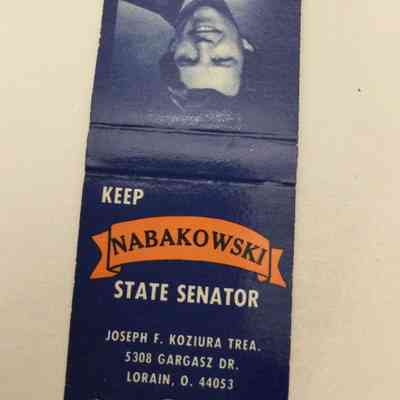 KEEP
NABAKOWSKI
STATE SENATOR
JOSEPH F. KOZIURA TREA.
5308 GARGASZ DR.
LORAIN, O. 44053